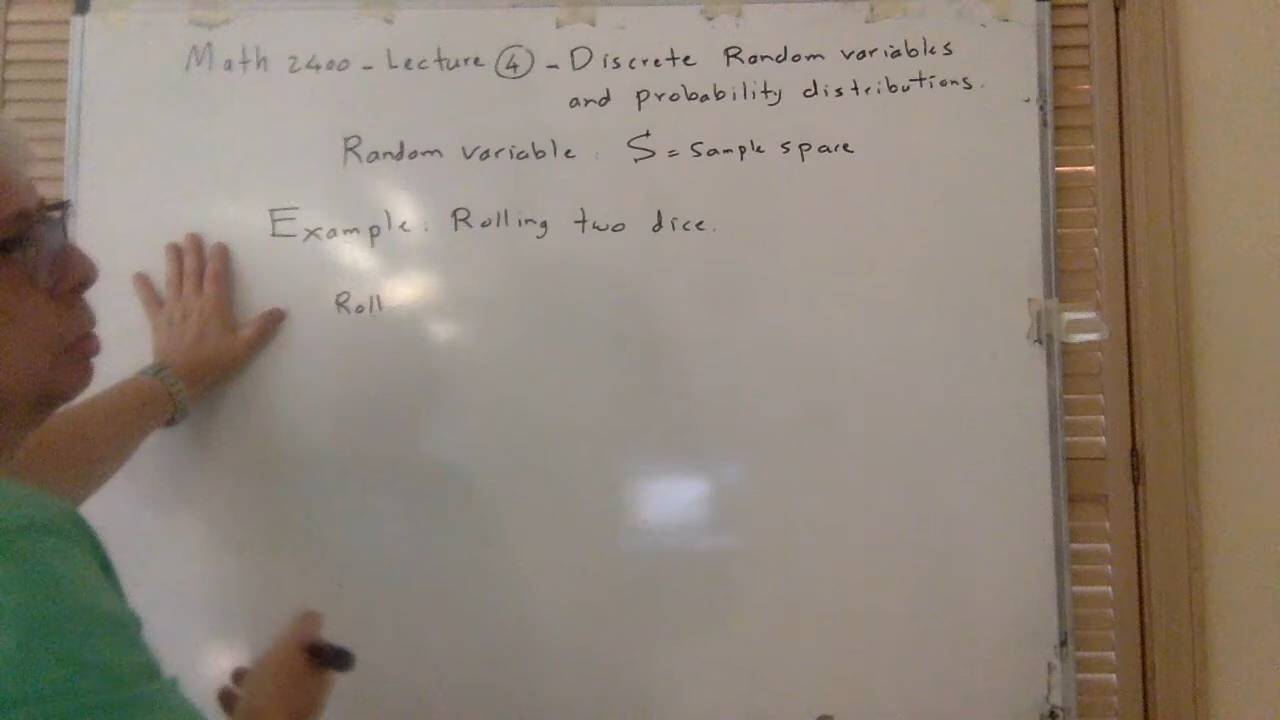 Math 2400 - Lecture ④ - Discrete Random variables
and probability distributions.
Random variable : S = sample space
Example: Rolling two dice.
Roll